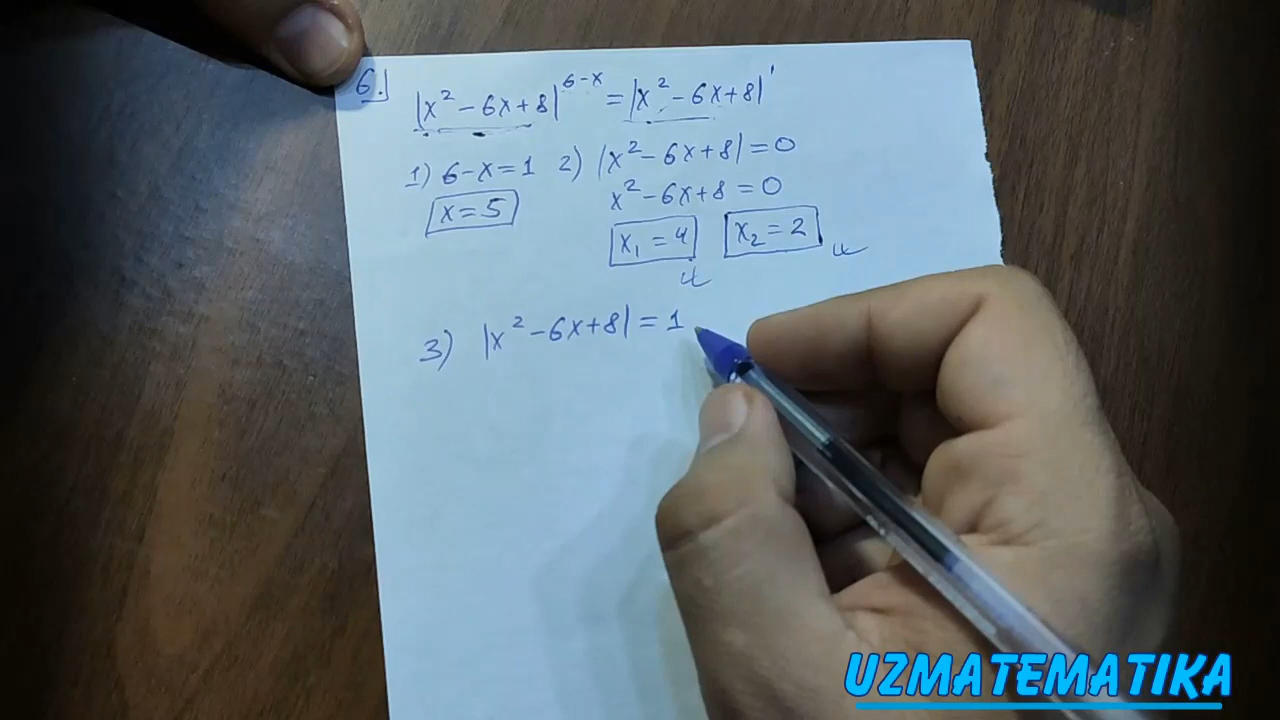 6.] |x² - 6x + 8|⁶⁻ˣ = |x² - 6x + 8|¹
1) 6 - x = 1 2) |x² - 6x + 8| = 0
x = 5 x² - 6x + 8 = 0
x₁ = 4 x₂ = 2
3) |x² - 6x + 8| = 1
UZMATEMATIKA